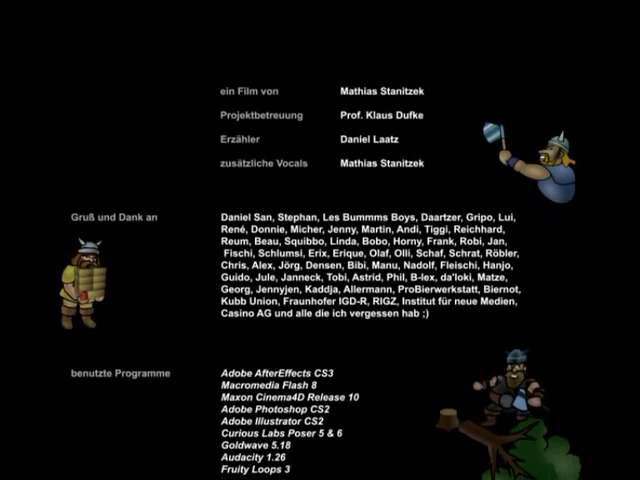 ein Film von Mathias Stanitzek
Projektbetreuung Prof. Klaus Dufke
Erzähler Daniel Laatz
zusätzliche Vocals Mathias Stanitzek
Gruß und Dank an Daniel San, Stephan, Les Bummms Boys, Daartzer, Gripo, Lui,
René, Donnie, Micher, Jenny, Martin, Andi, Tiggi, Reichhard,
Reum, Beau, Squibbo, Linda, Bobo, Horny, Frank, Robi, Jan,
Fischi, Schlumsi, Erix, Erique, Olaf, Olli, Schaf, Schrat, Röbler,
Chris, Alex, Jörg, Densen, Bibi, Manu, Nadolf, Fleischi, Hanjo,
Guido, Jule, Janneck, Tobi, Astrid, Phil, B-lex, da'loki, Matze,
Georg, Jennyjen, Kaddja, Allermann, ProBierwerkstatt, Biernot,
Kubb Union, Fraunhofer IGD-R, RIGZ, Institut für neue Medien,
Casino AG und alle die ich vergessen hab ;)
benutzte Programme Adobe AfterEffects CS3
Macromedia Flash 8
Maxon Cinema4D Release 10
Adobe Photoshop CS2
Adobe Illustrator CS2
Curious Labs Poser 5 & 6
Goldwave 5.18
Audacity 1.26
Fruity Loops 3